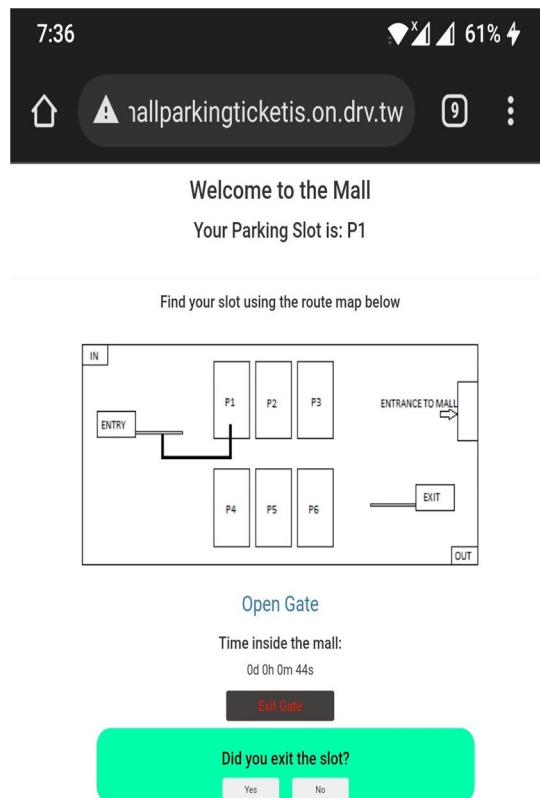 7:36
X
61%
nallparkingticketis.on.drv.tw
9
Welcome to the Mall
Your Parking Slot is: P1
Find your slot using the route map below
IN
P1 P2 P3
ENTRANCE TO MALL
ENTRY
P4 P5 P6
EXIT
OUT
Open Gate
Time inside the mall:
0d 0h 0m 44s
Exit Gate
Did you exit the slot?
Yes No